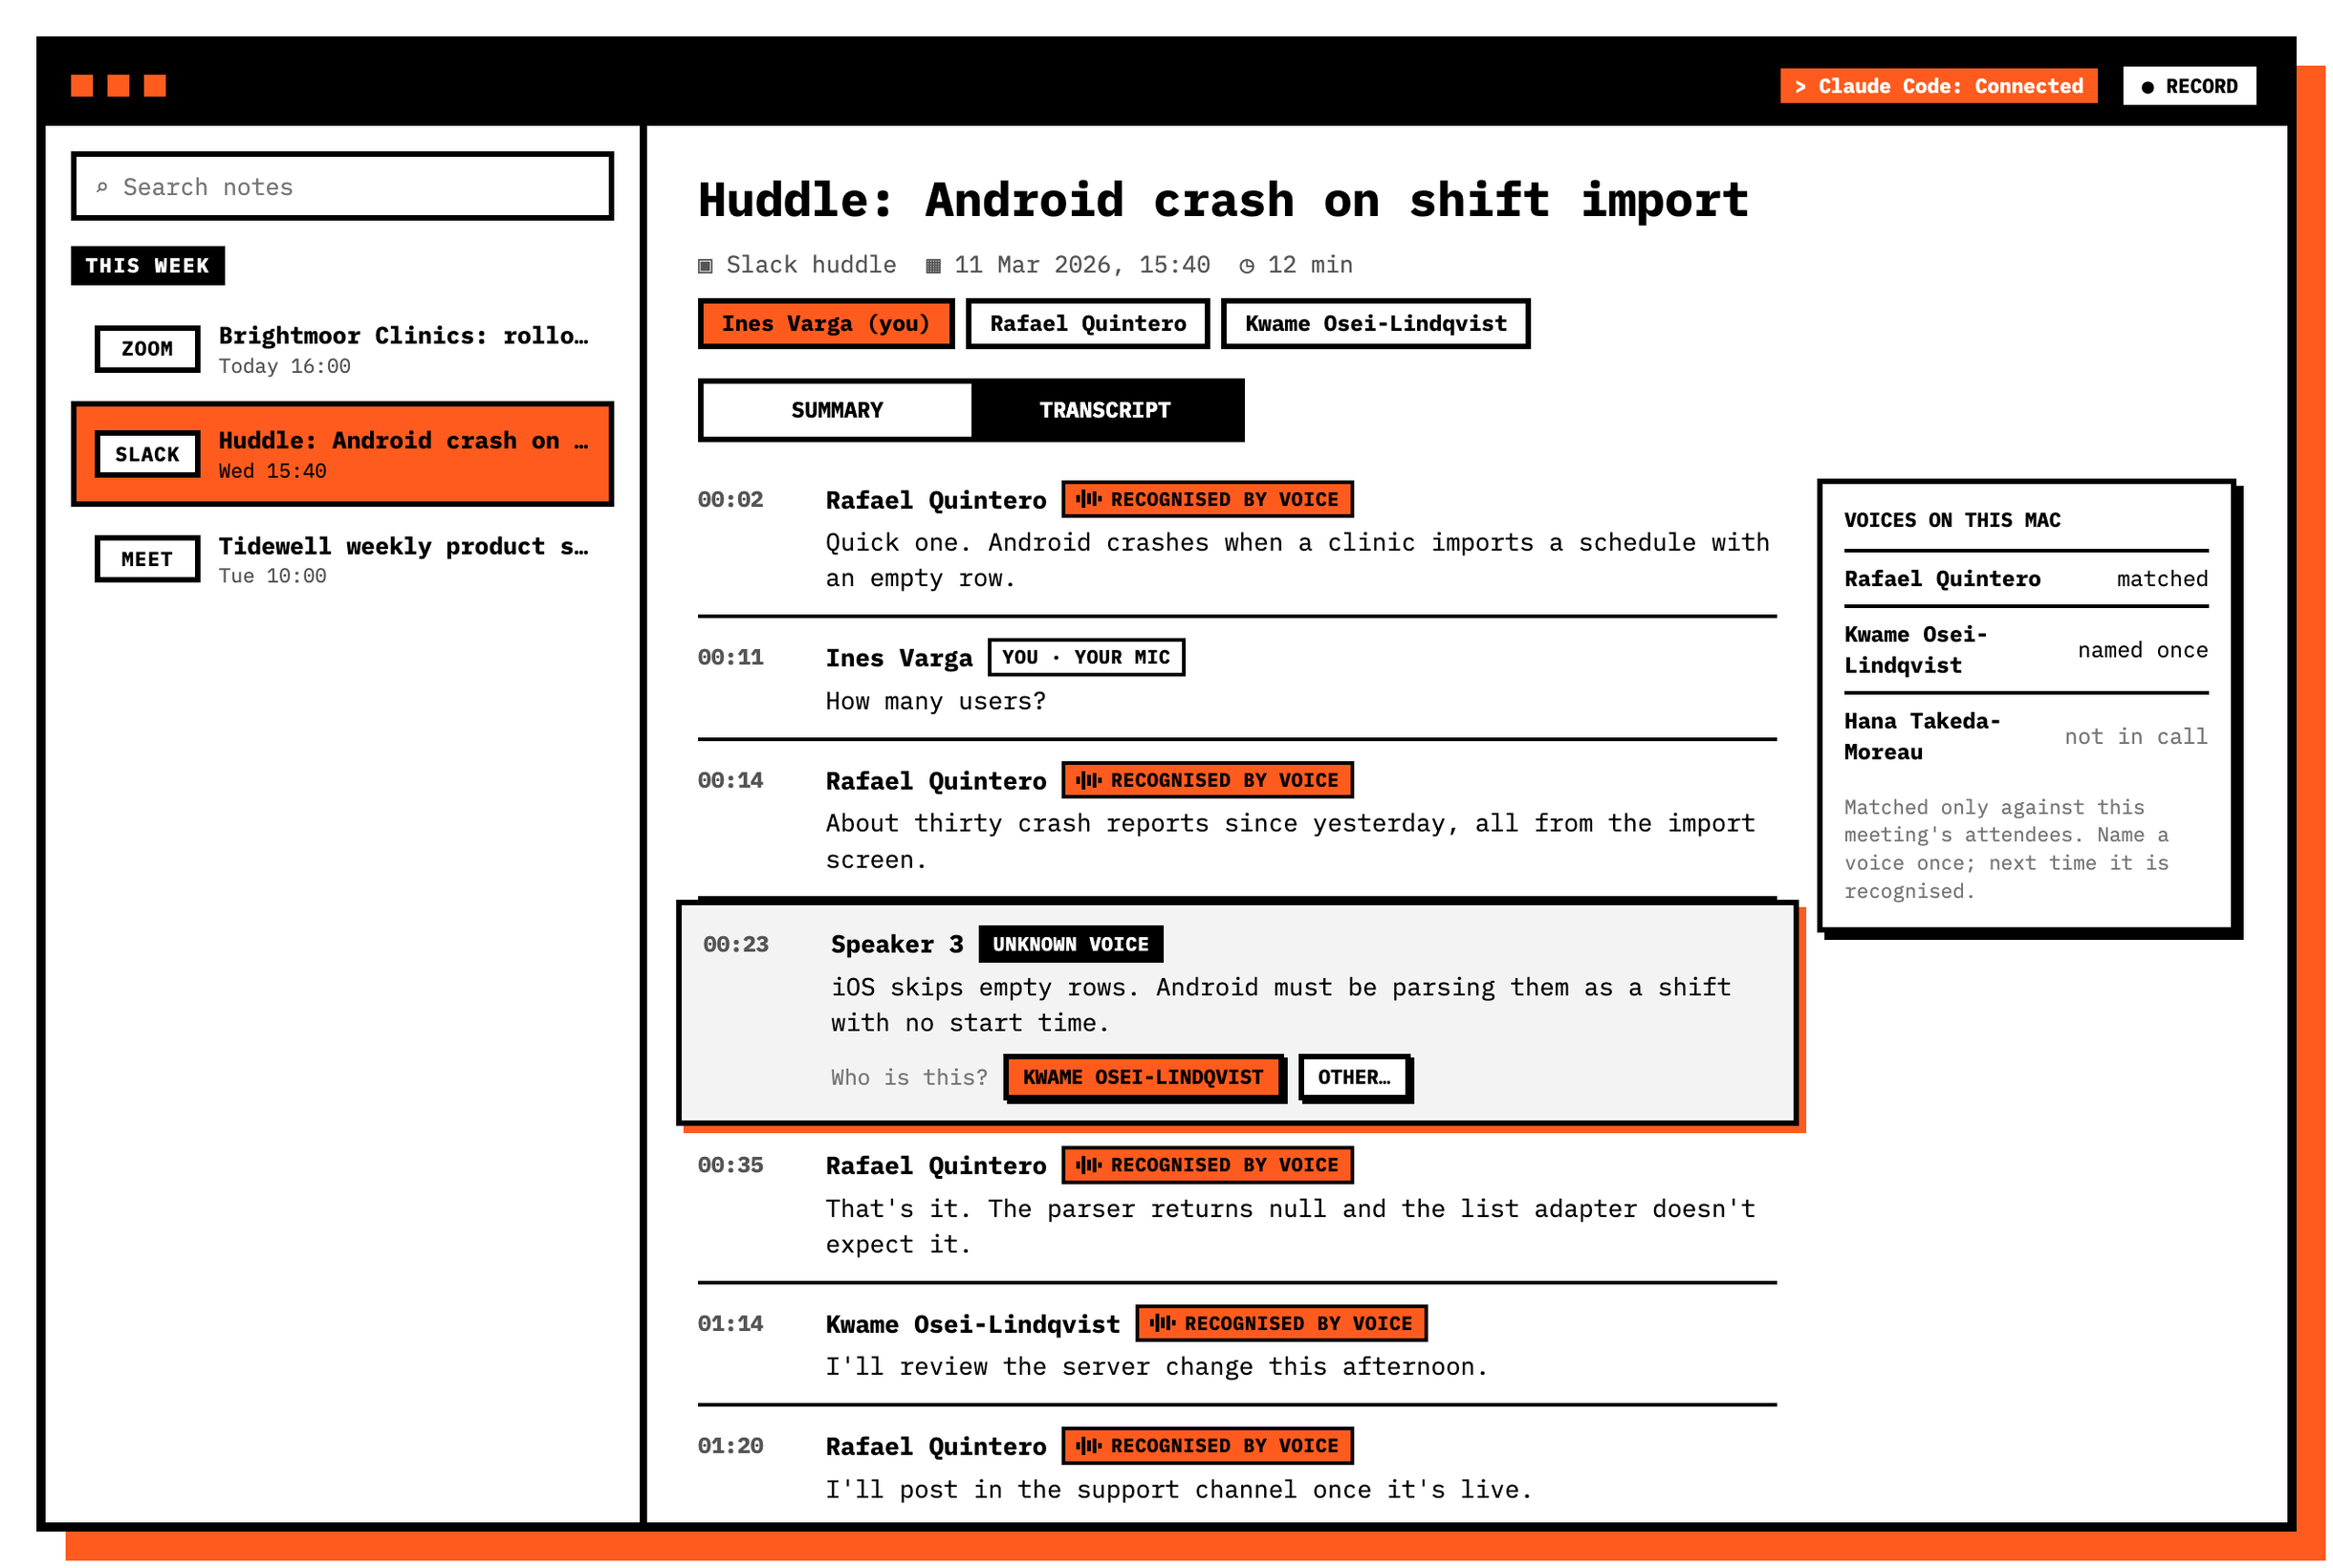 > Claude Code: Connected
● RECORD
⌕ Search notes
THIS WEEK
ZOOM
Brightmoor Clinics: rollo…
Today 16:00
SLACK
Huddle: Android crash on …
Wed 15:40
MEET
Tidewell weekly product s…
Tue 10:00
Huddle: Android crash on shift import
▣ Slack huddle ▦ 11 Mar 2026, 15:40 ◷ 12 min
Ines Varga (you)
Rafael Quintero
Kwame Osei-Lindqvist
SUMMARY
TRANSCRIPT
00:02
Rafael Quintero
RECOGNISED BY VOICE
Quick one. Android crashes when a clinic imports a schedule with
an empty row.
00:11
Ines Varga
YOU · YOUR MIC
How many users?
00:14
Rafael Quintero
RECOGNISED BY VOICE
About thirty crash reports since yesterday, all from the import
screen.
00:23
Speaker 3
UNKNOWN VOICE
iOS skips empty rows. Android must be parsing them as a shift
with no start time.
Who is this?
KWAME OSEI-LINDQVIST
OTHER…
00:35
Rafael Quintero
RECOGNISED BY VOICE
That's it. The parser returns null and the list adapter doesn't
expect it.
01:14
Kwame Osei-Lindqvist
RECOGNISED BY VOICE
I'll review the server change this afternoon.
01:20
Rafael Quintero
RECOGNISED BY VOICE
I'll post in the support channel once it's live.
VOICES ON THIS MAC
Rafael Quintero
matched
Kwame Osei-
Lindqvist
named once
Hana Takeda-
Moreau
not in call
Matched only against this
meeting's attendees. Name a
voice once; next time it is
recognised.